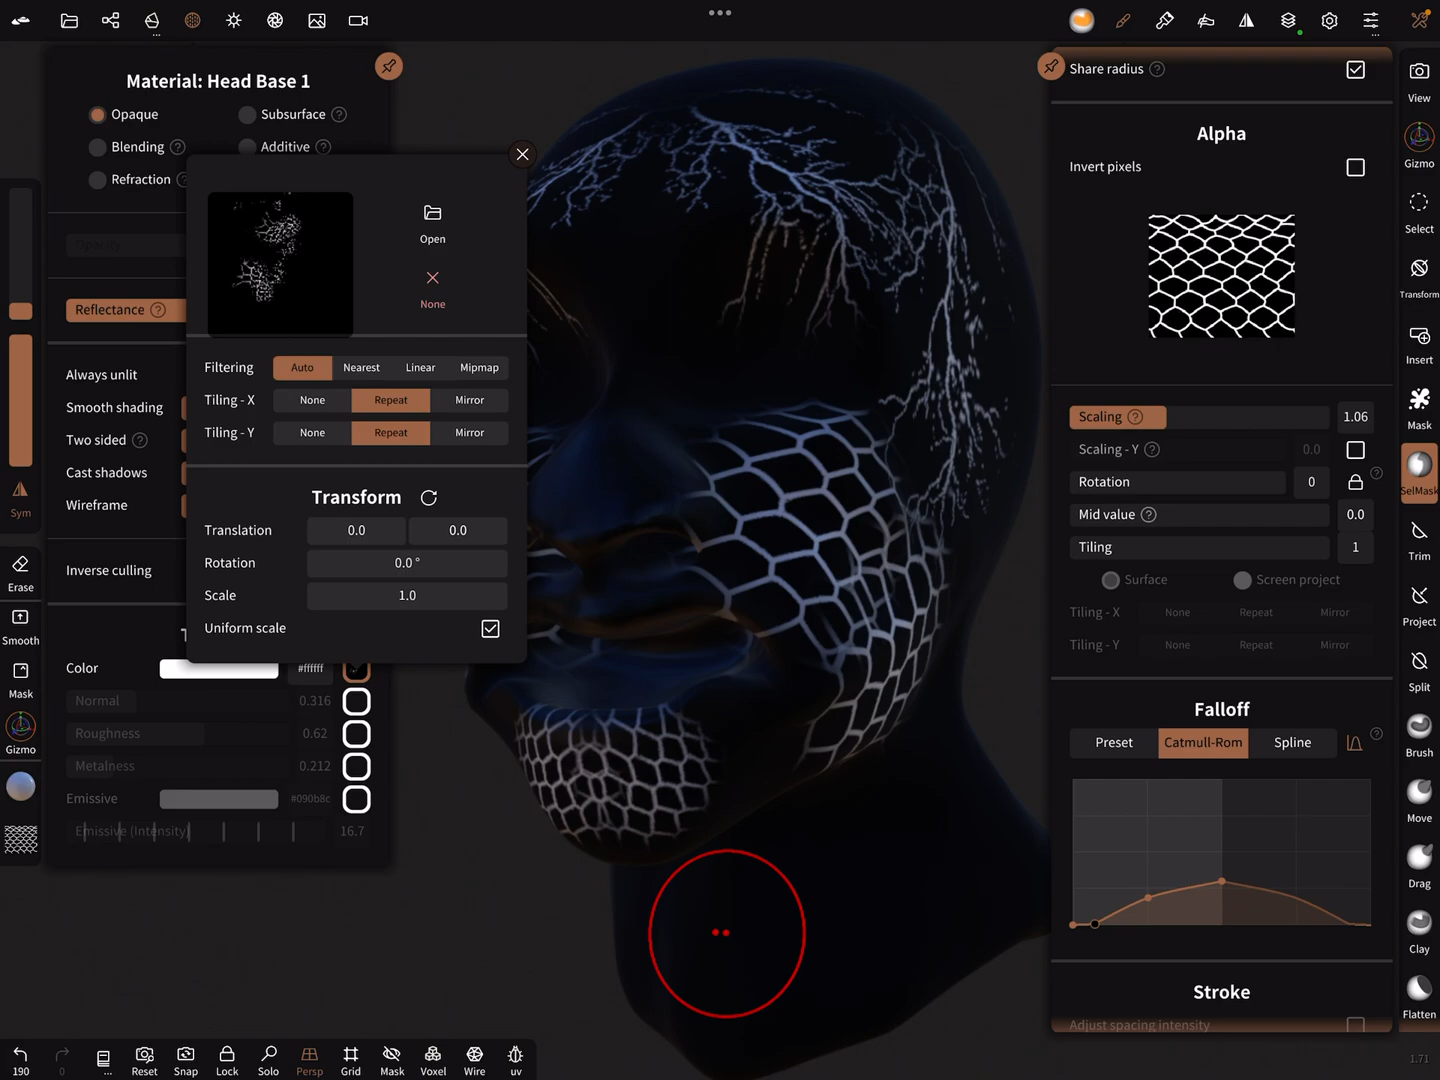 Material: Head Base 1
Opaque
Subsurface
Blending
Additive
Refraction
Opacity
Reflectance
Always unlit
Smooth shading
Two sided
Cast shadows
Wireframe
Inverse culling
Color
#ffffff
Normal
0.316
Roughness
0.62
Metalness
0.212
Emissive
#090b8c
Emissive (Intensity)
16.7
Open
None
Filtering
Auto
Nearest
Linear
Mipmap
Tiling - X
None
Repeat
Mirror
Tiling - Y
None
Repeat
Mirror
Transform
Translation
0.0
0.0
Rotation
0.0 °
Scale
1.0
Uniform scale
Share radius
Alpha
Invert pixels
Scaling
1.06
Scaling - Y
0.0
Rotation
0
Mid value
0.0
Tiling
1
Surface
Screen project
Tiling - X
None
Repeat
Mirror
Tiling - Y
None
Repeat
Mirror
Falloff
Preset
Catmull-Rom
Spline
Stroke
Adjust spacing intensity
View
Gizmo
Select
Transform
Insert
Mask
SelMask
Trim
Project
Split
Brush
Move
Drag
Clay
Flatten
1.71
Sym
Erase
Smooth
Mask
Gizmo
190
0
...
Reset
Snap
Lock
Solo
Persp
Grid
Mask
Voxel
Wire
uv